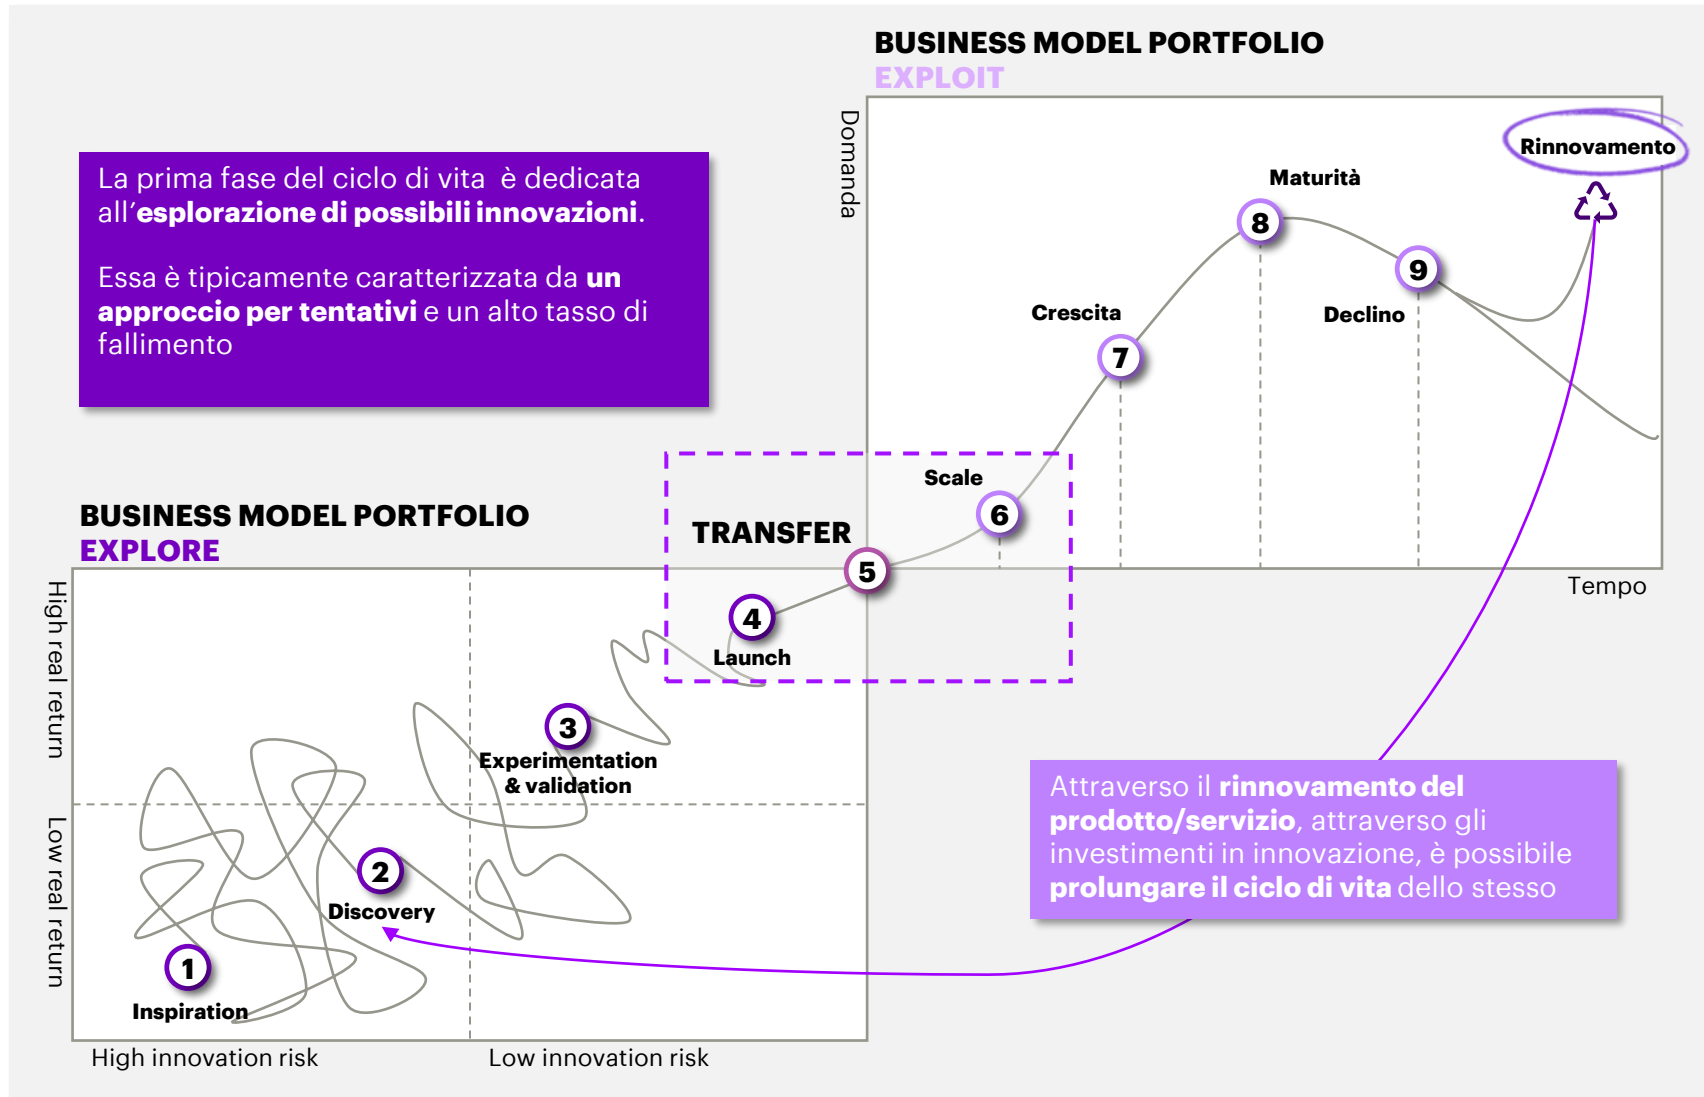 BUSINESS MODEL PORTFOLIO
EXPLOIT
Domanda
Rinnovamento
Maturità
8
9
Declino
Crescita
7
La prima fase del ciclo di vita è dedicata
all’esplorazione di possibili innovazioni.
Essa è tipicamente caratterizzata da un
approccio per tentativi e un alto tasso di
fallimento
Scale
6
TRANSFER
5
Tempo
BUSINESS MODEL PORTFOLIO
EXPLORE
High real return
4
Launch
3
Experimentation
& validation
Low real return
2
Discovery
1
Inspiration
High innovation risk
Low innovation risk
Attraverso il rinnovamento del
prodotto/servizio, attraverso gli
investimenti in innovazione, è possibile
prolungare il ciclo di vita dello stesso